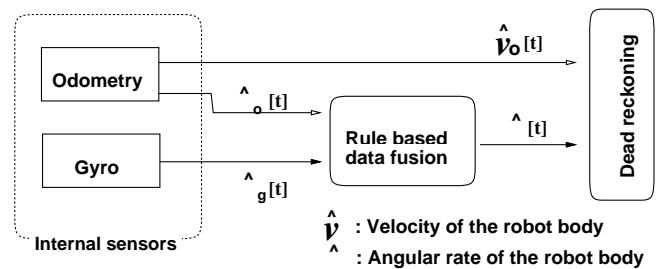 v̂o[t]
Odometry
^o[t]
Rule based
data fusion
^[t]
Dead reckoning
Gyro
^g[t]
Internal sensors
v̂ : Velocity of the robot body
^ : Angular rate of the robot body